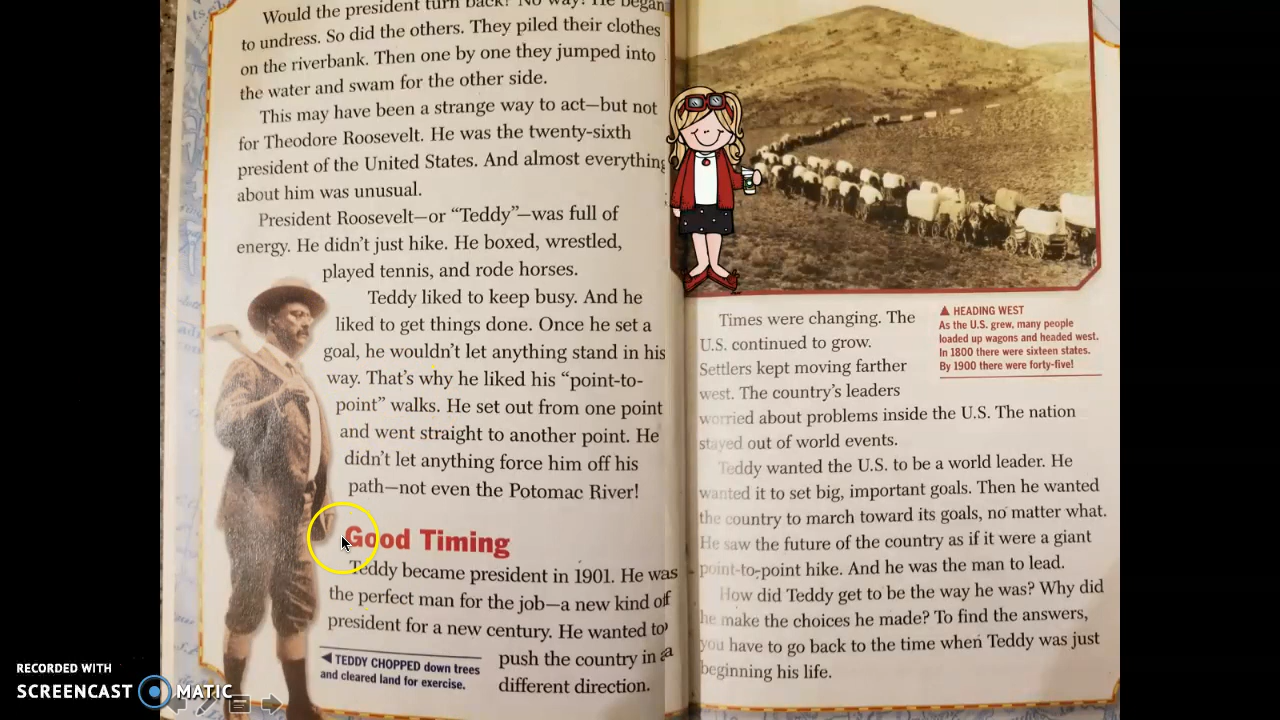 Would the president turn back? No way! He began
to undress. So did the others. They piled their clothes
on the riverbank. Then one by one they jumped into
the water and swam for the other side.
This may have been a strange way to act—but not
for Theodore Roosevelt. He was the twenty-sixth
president of the United States. And almost everything
about him was unusual.
President Roosevelt—or “Teddy”—was full of
energy. He didn’t just hike. He boxed, wrestled,
played tennis, and rode horses.
Teddy liked to keep busy. And he
liked to get things done. Once he set a
goal, he wouldn’t let anything stand in his
way. That’s why he liked his “point-to-
point” walks. He set out from one point
and went straight to another point. He
didn’t let anything force him off his
path—not even the Potomac River!
Good Timing
Teddy became president in 1901. He was
the perfect man for the job—a new kind of
president for a new century. He wanted to
push the country in a
different direction.
◀ TEDDY CHOPPED down trees
and cleared land for exercise.
▲ HEADING WEST
As the U.S. grew, many people
loaded up wagons and headed west.
In 1800 there were sixteen states.
By 1900 there were forty-five!
Times were changing. The
U.S. continued to grow.
Settlers kept moving farther
west. The country’s leaders
worried about problems inside the U.S. The nation
stayed out of world events.
Teddy wanted the U.S. to be a world leader. He
wanted it to set big, important goals. Then he wanted
the country to march toward its goals, no matter what.
He saw the future of the country as if it were a giant
point-to-point hike. And he was the man to lead.
How did Teddy get to be the way he was? Why did
he make the choices he made? To find the answers,
you have to go back to the time when Teddy was just
beginning his life.
RECORDED WITH
SCREENCAST MATIC